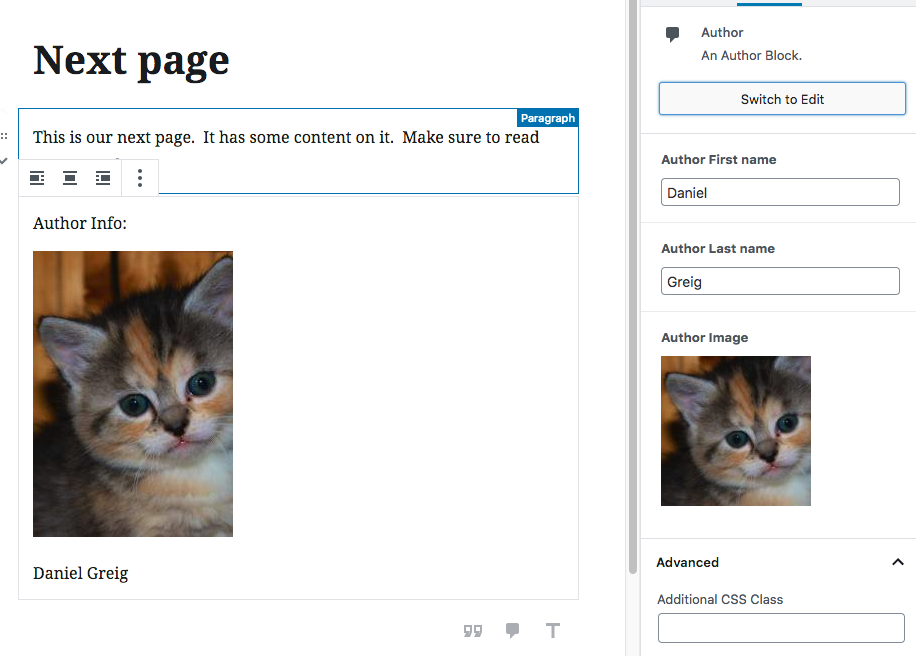 Next page
Paragraph
This is our next page.  It has some content on it.  Make sure to read
Author Info:
Daniel Greig
Author
An Author Block.
Switch to Edit
Author First name
Daniel
Author Last name
Greig
Author Image
Advanced
Additional CSS Class